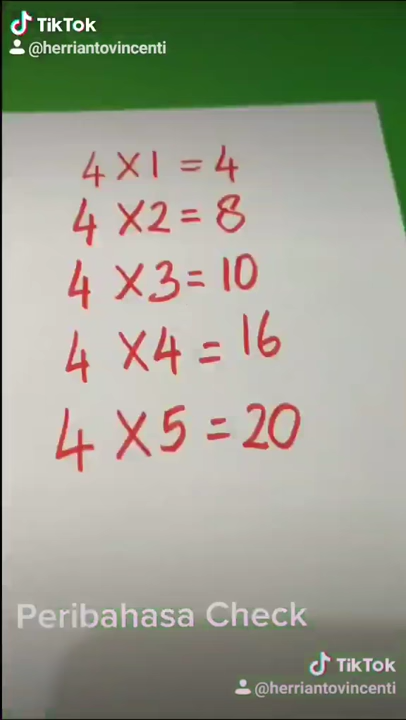 TikTok
@herriantovincenti
4 X 1 = 4
4 X 2 = 8
4 X 3 = 10
4 X 4 = 16
4 X 5 = 20
Peribahasa Check
TikTok
@herriantovincenti